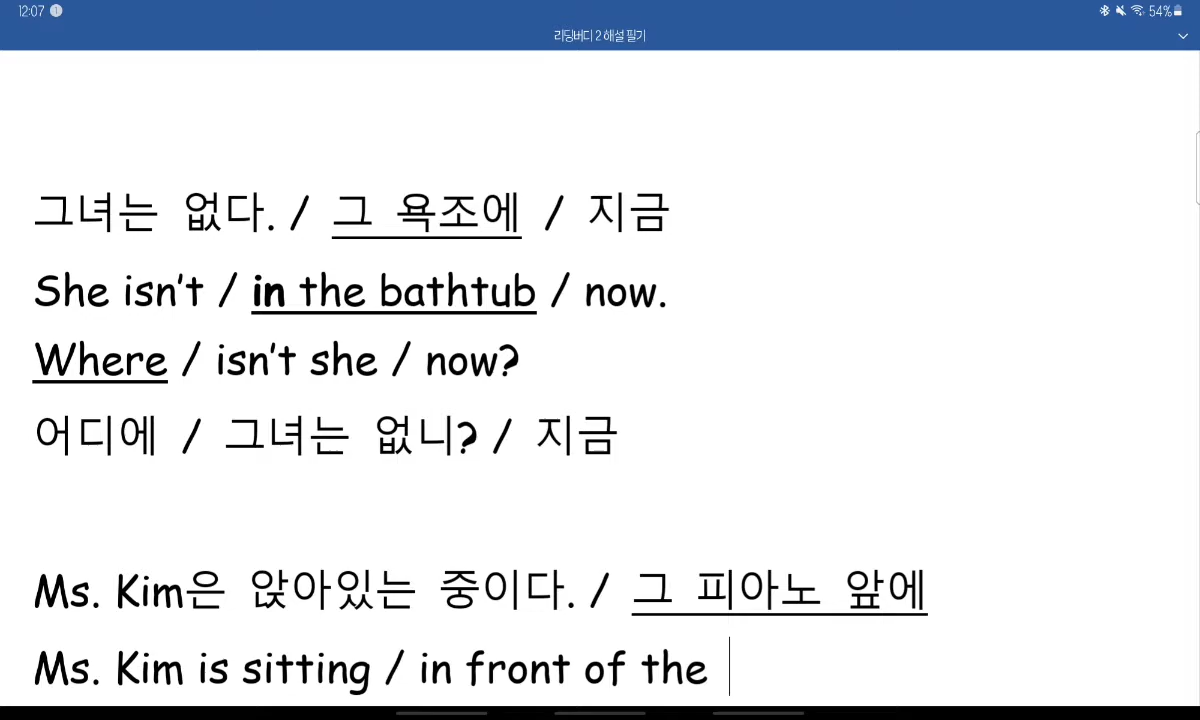 12:07 1 54%
리딩버디 2 해설 필기
그녀는 없다. / 그 욕조에 / 지금
She isn't / in the bathtub / now.
Where / isn't she / now?
어디에 / 그녀는 없니? / 지금
Ms. Kim은 앉아있는 중이다. / 그 피아노 앞에
Ms. Kim is sitting / in front of the